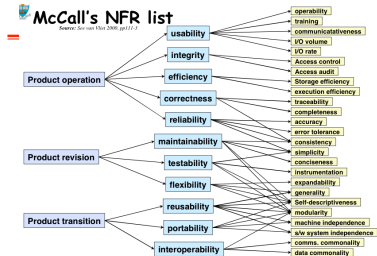 McCall's NFR list
Source: See van Vliet 2000, pp111-3
Product operation
Product revision
Product transition
usability
integrity
efficiency
correctness
reliability
maintainability
testability
flexibility
reusability
portability
interoperability
operability
training
communicativeness
I/O volume
I/O rate
Access control
Access audit
Storage efficiency
execution efficiency
traceability
completeness
accuracy
error tolerance
consistency
simplicity
conciseness
instrumentation
expandability
generality
Self-descriptiveness
modularity
machine independence
s/w system independence
comms. commonality
data commonality